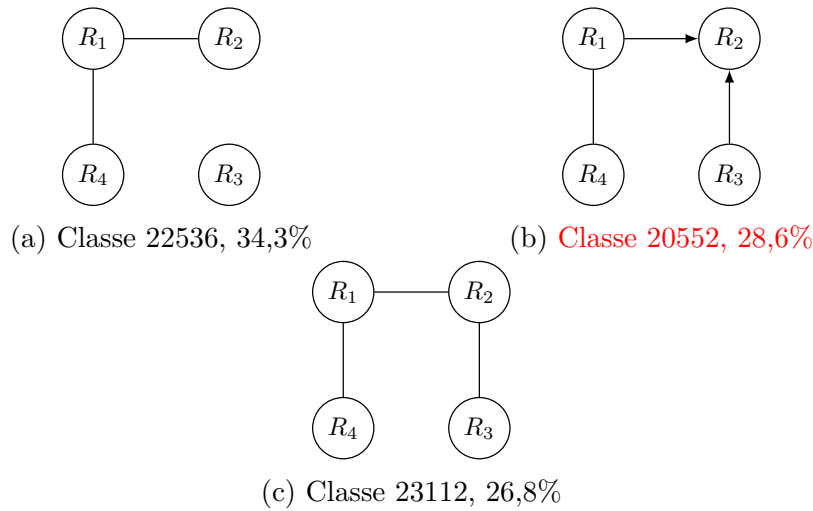 R1 R2 R1 R2
R4 R3 R4 R3
(a) Classe 22536, 34,3% (b) Classe 20552, 28,6%
R1 R2
R4 R3
(c) Classe 23112, 26,8%